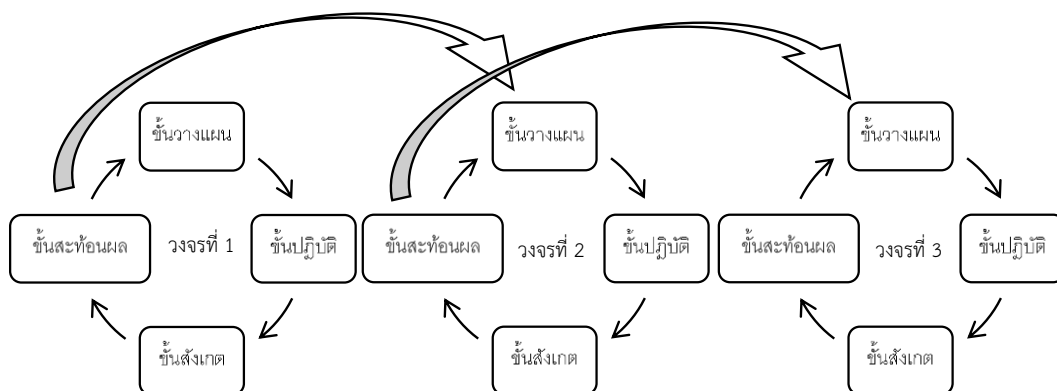 ขั้นวางแผน
ขั้นสะท้อนผล
วงจรที่ 1
ขั้นปฏิบัติ
ขั้นสังเกต
ขั้นวางแผน
ขั้นสะท้อนผล
วงจรที่ 2
ขั้นปฏิบัติ
ขั้นสังเกต
ขั้นวางแผน
ขั้นสะท้อนผล
วงจรที่ 3
ขั้นปฏิบัติ
ขั้นสังเกต